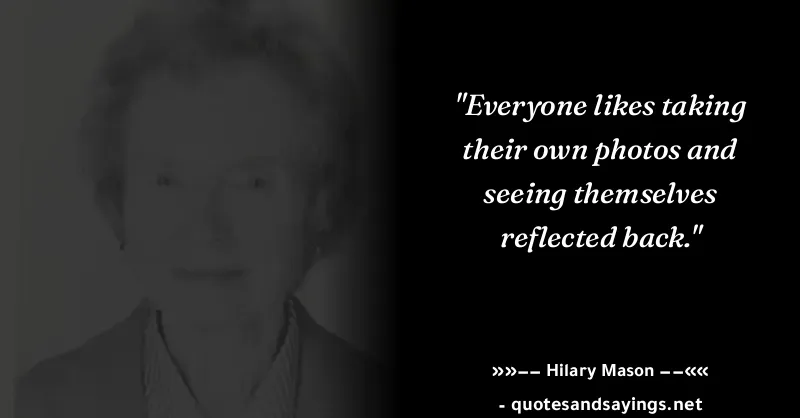 "Everyone likes taking
their own photos and
seeing themselves
reflected back."
»»–– Hilary Mason ––««
- quotesandsayings.net